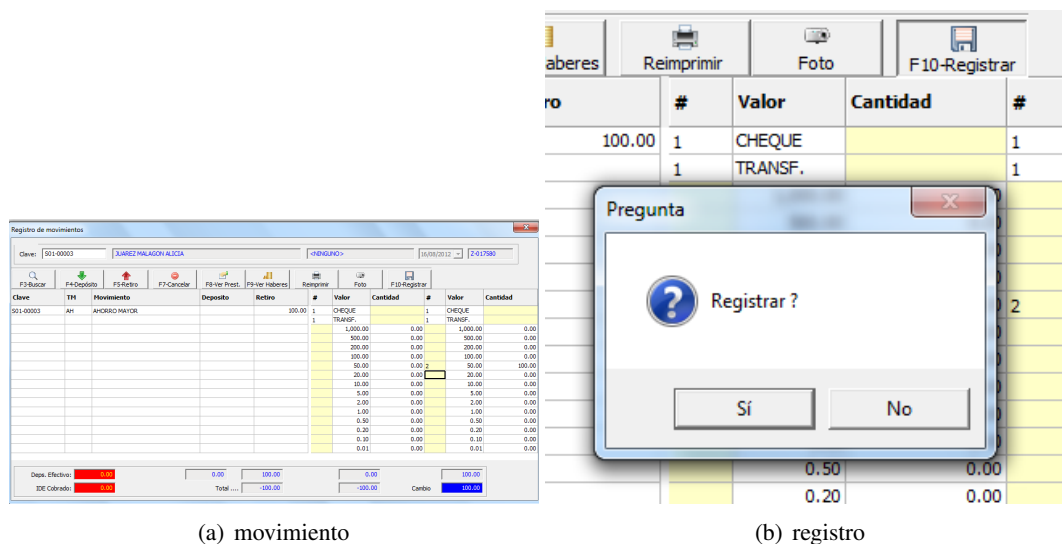 Registro de movimientos
Clave: S01-00003 JUAREZ MALAGON ALICIA <NINGUNO> 16/08/2012 Z-017580
F3-Buscar F4-Depósito F5-Retiro F7-Cancelar F8-Ver Prest. F9-Ver Haberes Reimprimir Foto F10-Registrar
Clave TM Movimiento Deposito Retiro # Valor Cantidad # Valor Cantidad
S01-00003 AH AHORRO MAYOR 100.00 1 CHEQUE 1 CHEQUE
1 TRANSF. 1 TRANSF.
1,000.00 0.00 1,000.00 0.00
500.00 0.00 500.00 0.00
200.00 0.00 200.00 0.00
100.00 0.00 100.00 0.00
50.00 0.00 2 50.00 100.00
20.00 0.00 20.00 0.00
10.00 0.00 10.00 0.00
5.00 0.00 5.00 0.00
2.00 0.00 2.00 0.00
1.00 0.00 1.00 0.00
0.50 0.00 0.50 0.00
0.20 0.00 0.20 0.00
0.10 0.00 0.10 0.00
0.01 0.00 0.01 0.00
Deps. Efectivo: 0.00 0.00 100.00 0.00 100.00
IDE Cobrado: 0.00 Total .... -100.00 -100.00 Cambio 100.00
(a) movimiento
aberes Reimprimir Foto F10-Registrar
ro # Valor Cantidad #
100.00 1 CHEQUE 1
1 TRANSF. 1
Pregunta
Registrar ?
2
Sí No
0.50 0.00
0.20 0.00
(b) registro